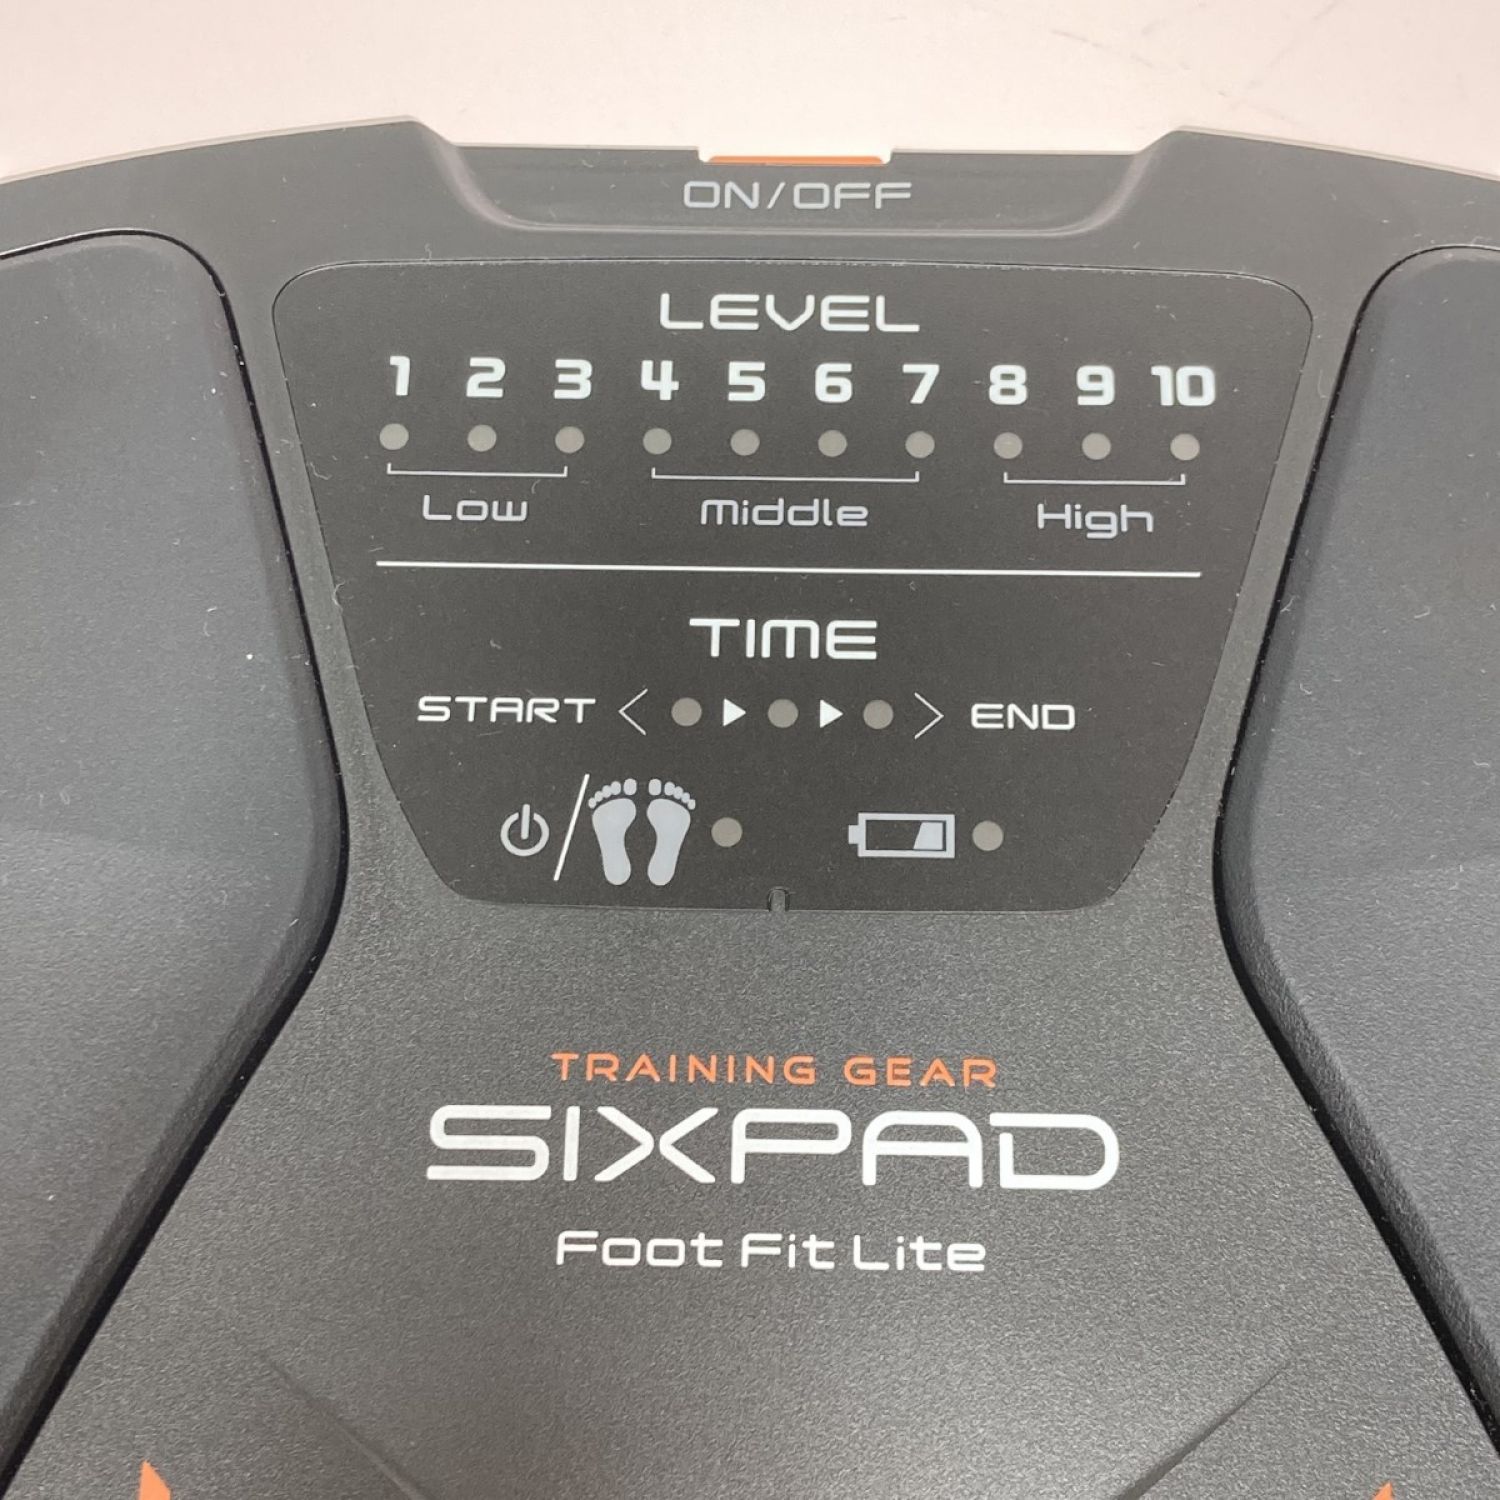 ON/OFF
LEVEL
1 2 3 4 5 6 7 8 9 10
Low Middle High
TIME
START END
TRAINING GEAR
SIXPAD
Foot Fit Lite